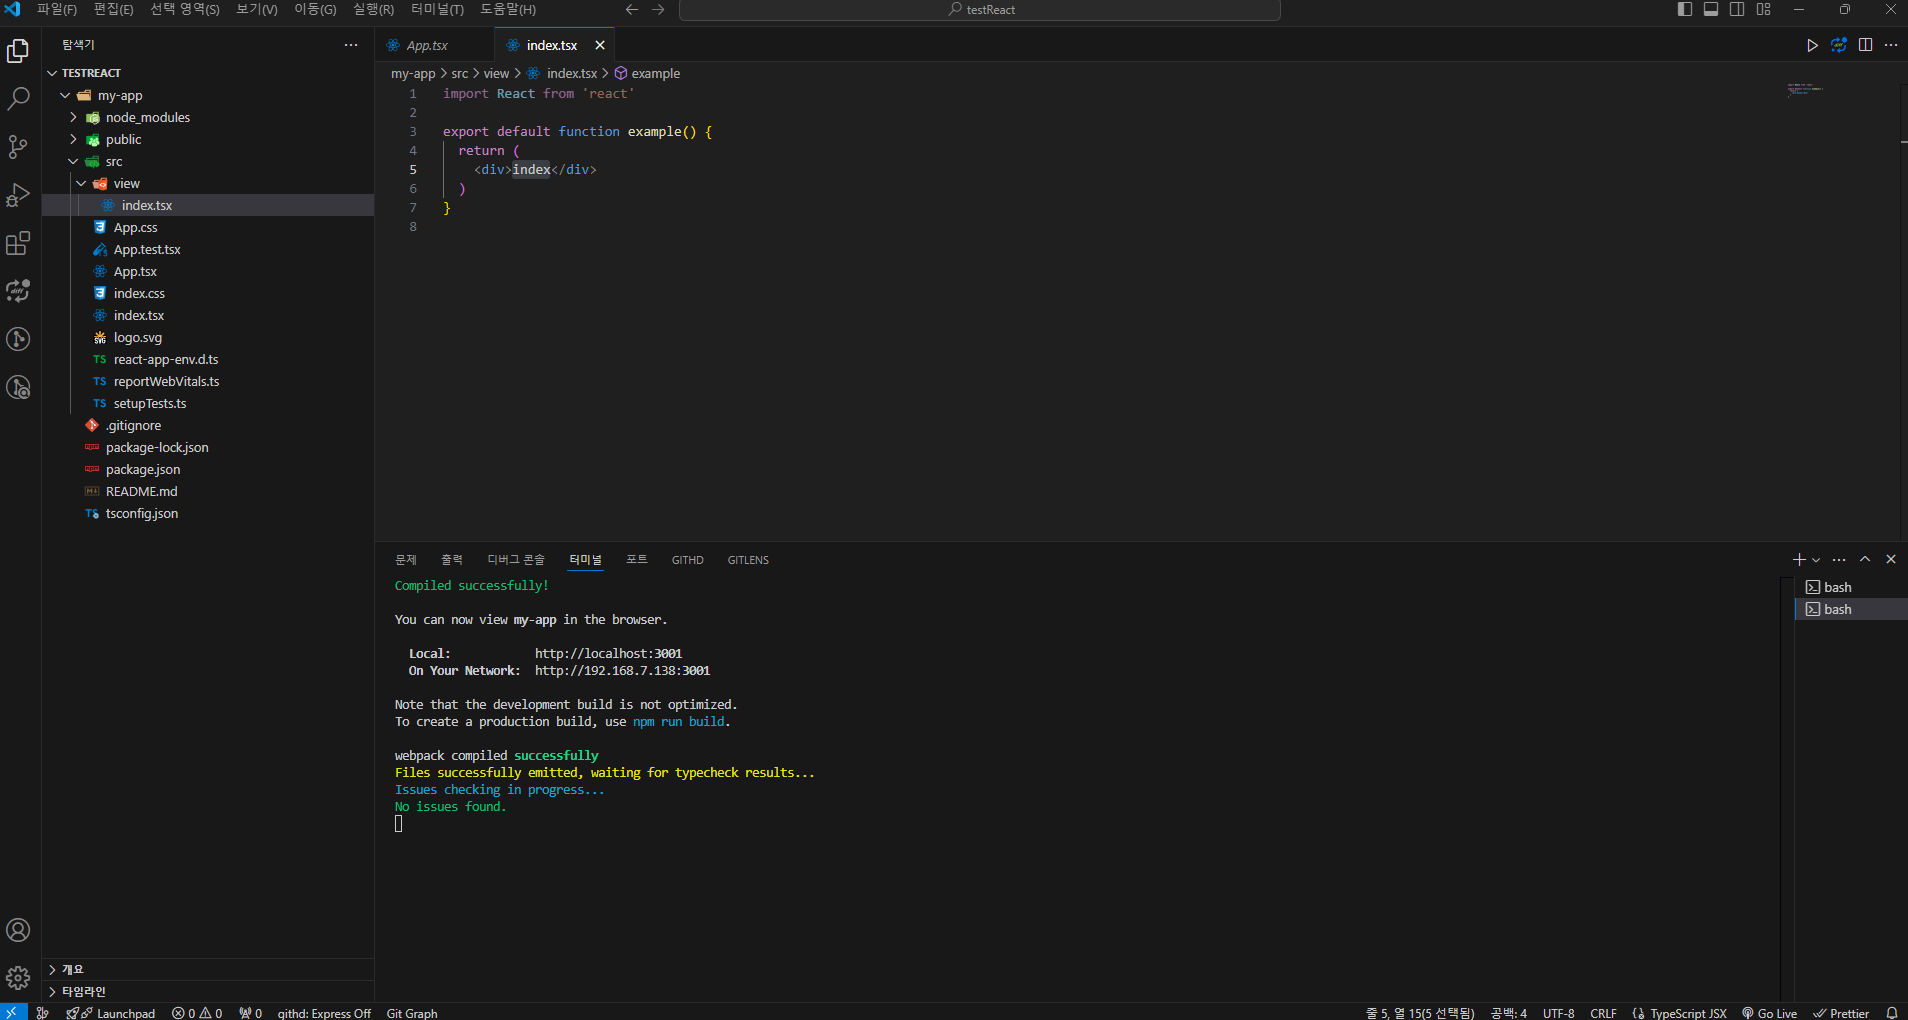 파일(F) 편집(E) 선택 영역(S) 보기(V) 이동(G) 실행(R) 터미널(T) 도움말(H) testReact
탐색기
TESTREACT
my-app
node_modules
public
src
view
index.tsx
App.css
App.test.tsx
App.tsx
index.css
index.tsx
logo.svg
react-app-env.d.ts
reportWebVitals.ts
setupTests.ts
.gitignore
package-lock.json
package.json
README.md
tsconfig.json
개요
타임라인
App.tsx index.tsx
my-app > src > view > index.tsx > example
1 import React from 'react'
2
3 export default function example() {
4 return (
5 <div>index</div>
6 )
7 }
8
문제 출력 디버그 콘솔 터미널 포트 GITHD GITLENS
Compiled successfully!
You can now view my-app in the browser.
Local: http://localhost:3001
On Your Network: http://192.168.7.138:3001
Note that the development build is not optimized.
To create a production build, use npm run build.
webpack compiled successfully
Files successfully emitted, waiting for typecheck results...
Issues checking in progress...
No issues found.
bash
bash
Launchpad 0 0 0 githd: Express Off Git Graph 줄 5, 열 15(5 선택됨) 공백: 4 UTF-8 CRLF TypeScript JSX Go Live Prettier